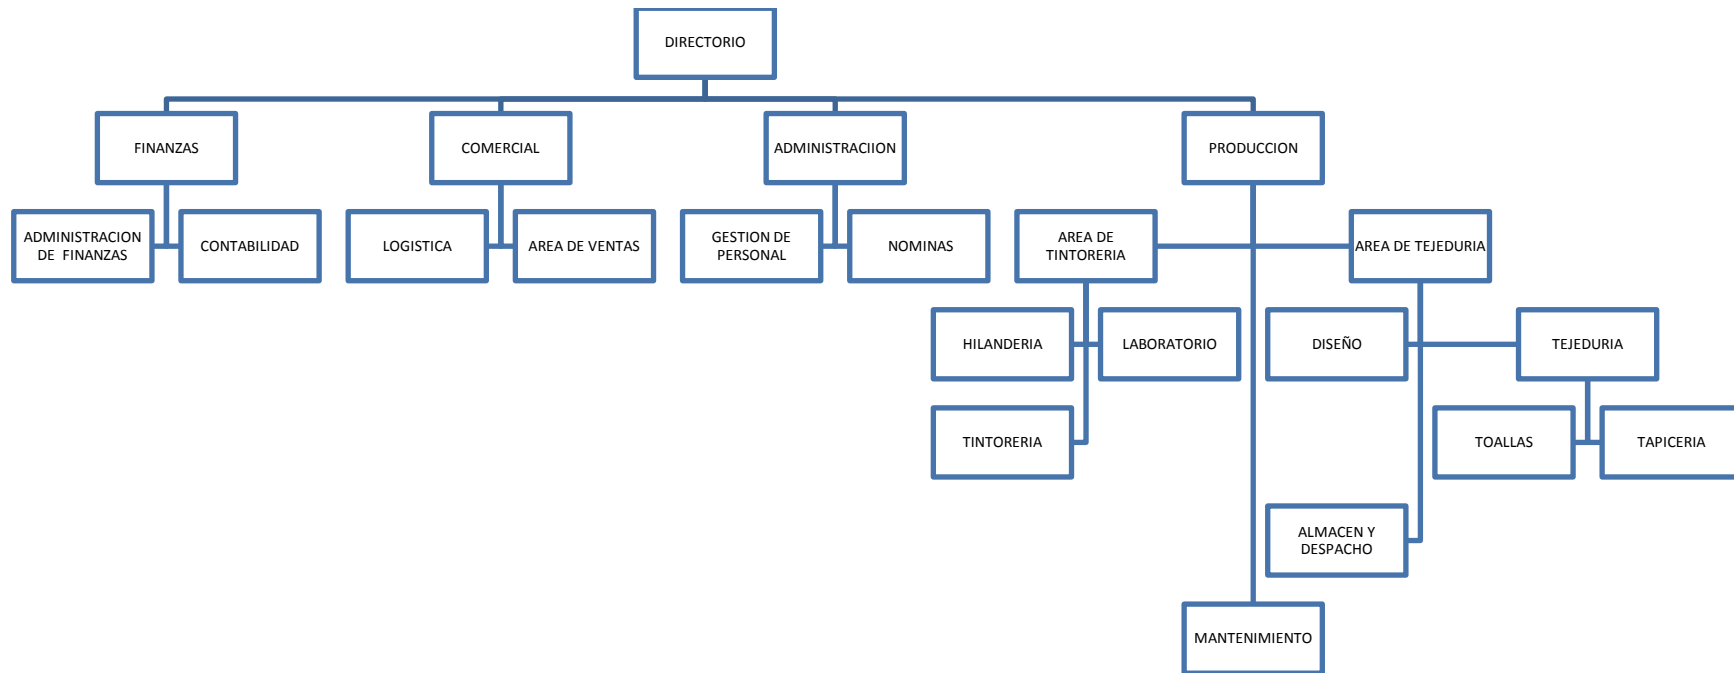 DIRECTORIO
FINANZAS
COMERCIAL
ADMINISTRACIION
PRODUCCION
ADMINISTRACION
DE FINANZAS
CONTABILIDAD
LOGISTICA
AREA DE VENTAS
GESTION DE
PERSONAL
NOMINAS
AREA DE
TINTORERIA
AREA DE TEJEDURIA
HILANDERIA
LABORATORIO
DISEÑO
TEJEDURIA
TINTORERIA
TOALLAS
TAPICERIA
ALMACEN Y
DESPACHO
MANTENIMIENTO